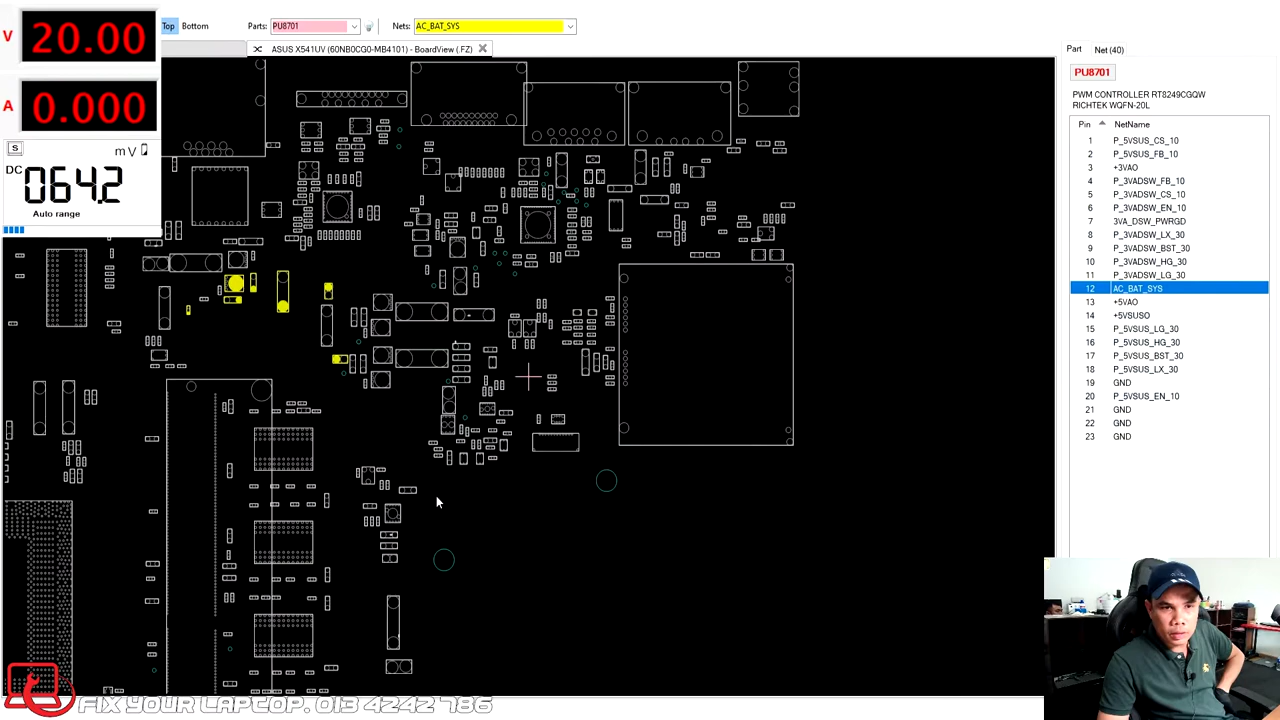 V 20.00
A 0.000
S
mV
DC 064.2
Auto range
Top Bottom Parts: PU8701 Nets: AC_BAT_SYS
ASUS X541UV (60NB0CG0-MB4101) - BoardView (.FZ)
Part Net (40)
PU8701
PWM CONTROLLER RT8249CGQW
RICHTEK WQFN-20L
Pin NetName
1 P_5VSUS_CS_10
2 P_5VSUS_FB_10
3 +3VAO
4 P_3VADSW_FB_10
5 P_3VADSW_CS_10
6 P_3VADSW_EN_10
7 3VA_DSW_PWRGD
8 P_3VADSW_LX_30
9 P_3VADSW_BST_30
10 P_3VADSW_HG_30
11 P_3VADSW_LG_30
12 AC_BAT_SYS
13 +5VAO
14 +5VSUSO
15 P_5VSUS_LG_30
16 P_5VSUS_HG_30
17 P_5VSUS_BST_30
18 P_5VSUS_LX_30
19 GND
20 P_5VSUS_EN_10
21 GND
22 GND
23 GND
FIX YOUR LAPTOP. 013 4242 786